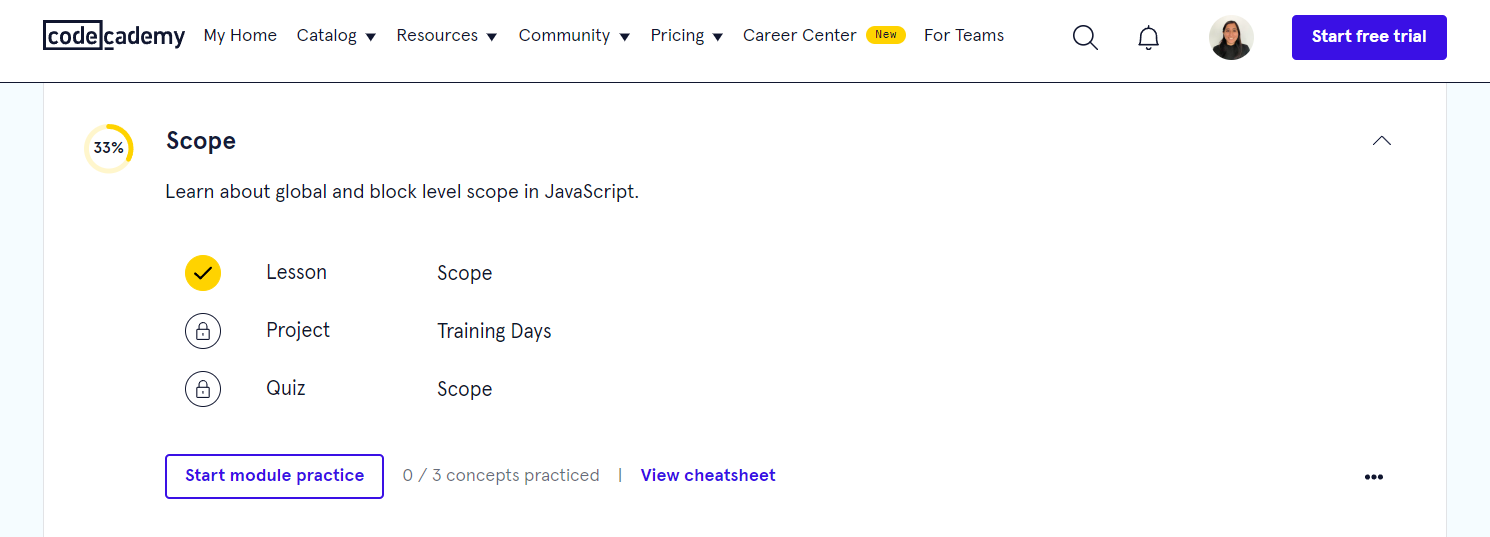 codecademy My Home Catalog Resources Community Pricing Career Center New For Teams Start free trial
33% Scope
Learn about global and block level scope in JavaScript.
Lesson Scope
Project Training Days
Quiz Scope
Start module practice 0 / 3 concepts practiced | View cheatsheet